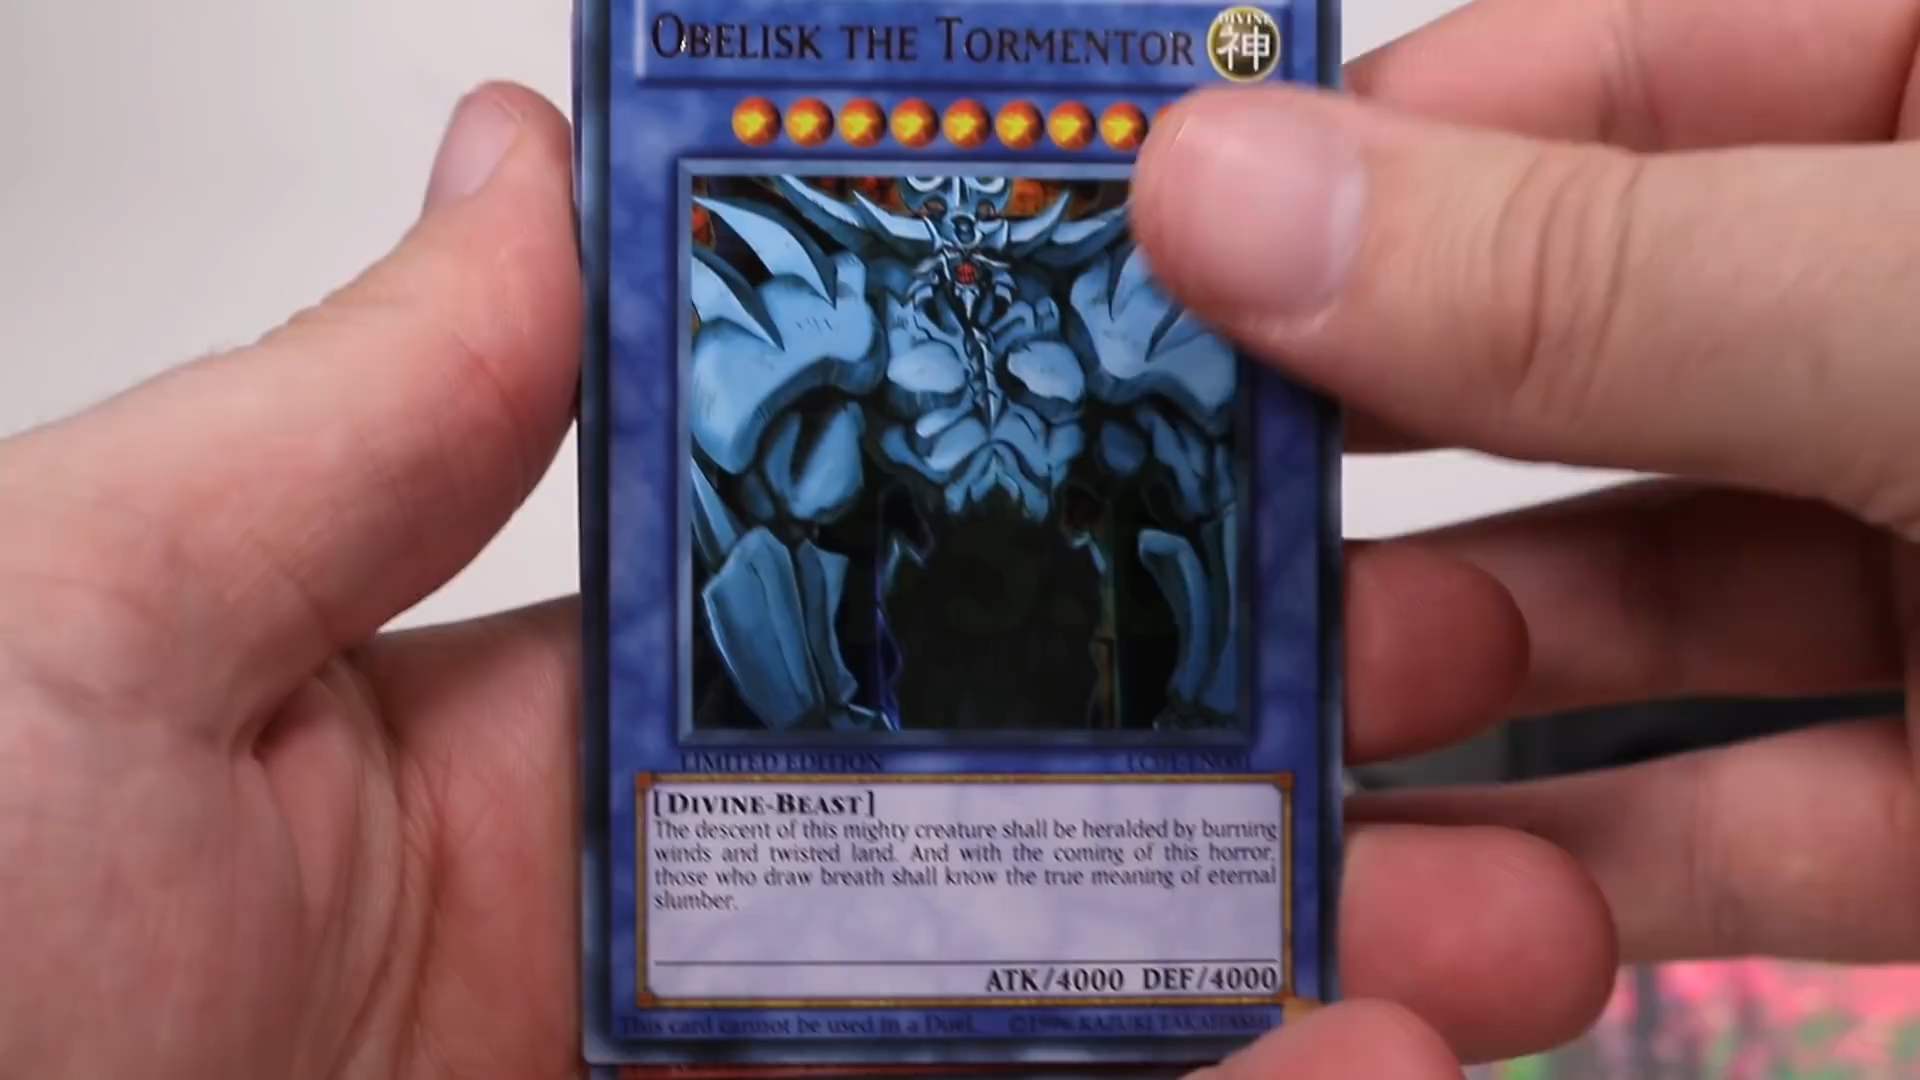 OBELISK THE TORMENTOR
DIVINE
神
LIMITED EDITION
[DIVINE-BEAST]
The descent of this mighty creature shall be heralded by burning
winds and twisted land. And with the coming of this horror,
those who draw breath shall know the true meaning of eternal
slumber.
ATK/4000 DEF/4000
This card cannot be used in a Duel. ©1996 KAZUKI TAKAHASHI